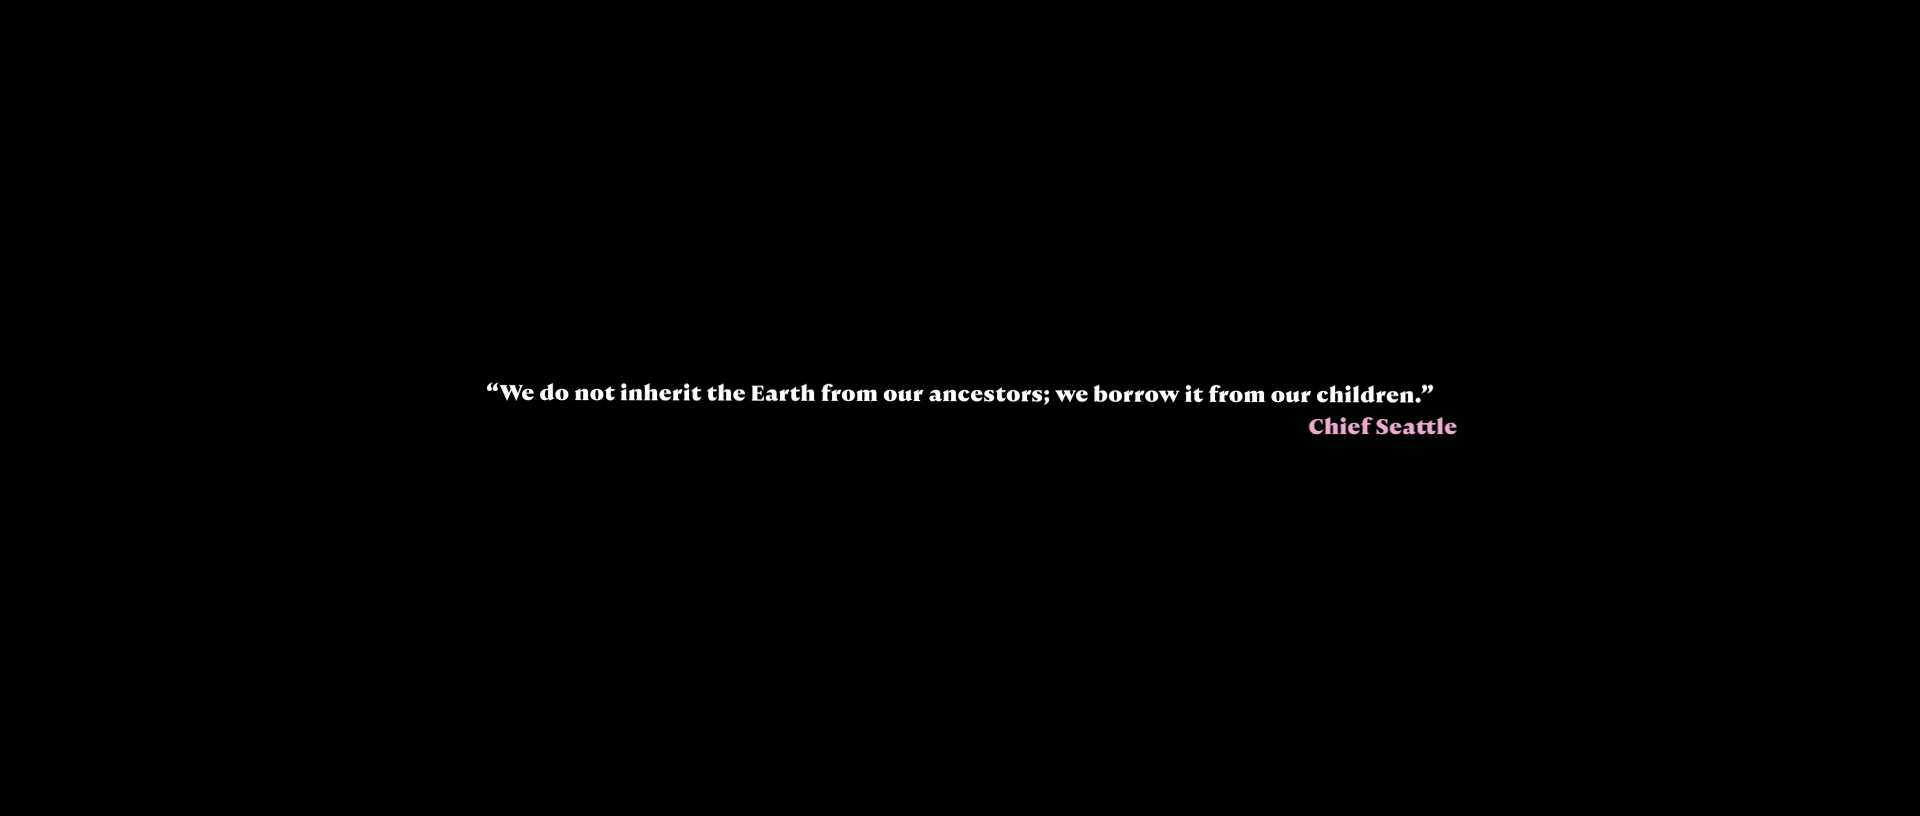 “We do not inherit the Earth from our ancestors; we borrow it from our children.”
Chief Seattle